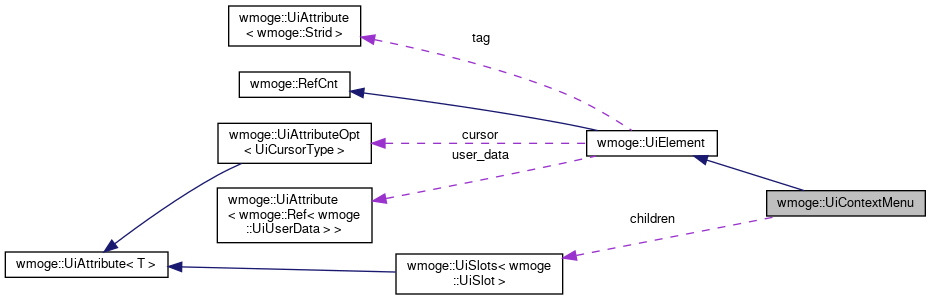 wmoge::UiAttribute
< wmoge::Strid >
tag
wmoge::RefCnt
wmoge::UiAttributeOpt
< UiCursorType >
cursor
wmoge::UiElement
user_data
wmoge::UiAttribute
< wmoge::Ref< wmoge
::UiUserData > >
wmoge::UiContextMenu
children
wmoge::UiAttribute< T >
wmoge::UiSlots< wmoge
::UiSlot >